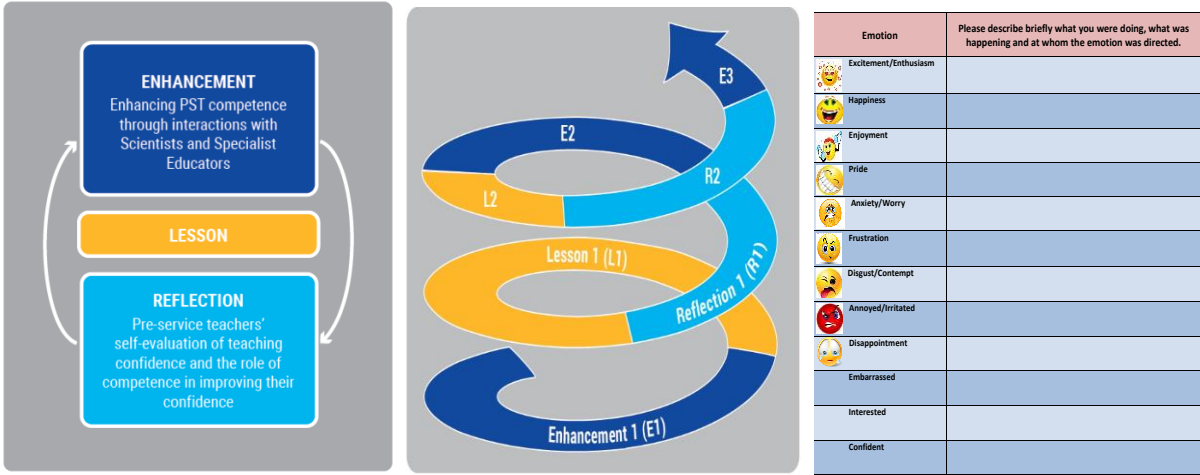 ENHANCEMENT
Enhancing PST competence
through interactions with
Scientists and Specialist
Educators
LESSON
REFLECTION
Pre-service teachers'
self-evaluation of teaching
confidence and the role of
competence in improving their
confidence
E3
E2
R2
L2
Lesson 1 (L1)
Reflection 1 (R1)
Enhancement 1 (E1)
Emotion
Please describe briefly what you were doing, what was
happening and at whom the emotion was directed.
Excitement/Enthusiasm
Happiness
Enjoyment
Pride
Anxiety/Worry
Frustration
Disgust/Contempt
Annoyed/Irritated
Disappointment
Embarrassed
Interested
Confident